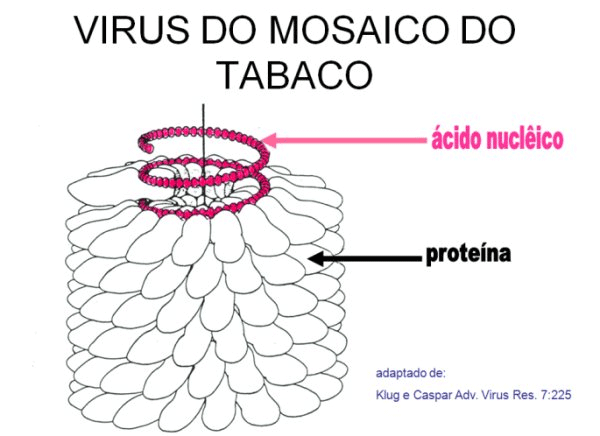 VIRUS DO MOSAICO DO
TABACO
ácido nuclêico
proteína
adaptado de:
Klug e Caspar Adv. Virus Res. 7:225